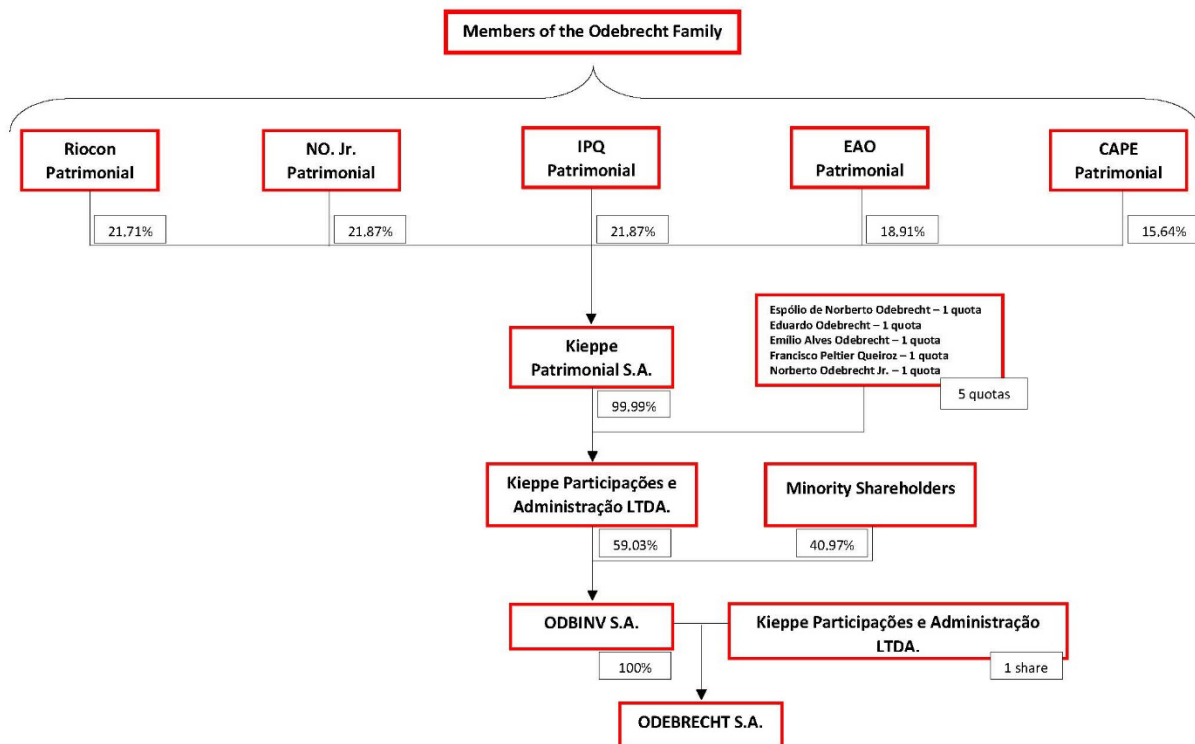 Members of the Odebrecht Family
Riocon
Patrimonial
NO. Jr.
Patrimonial
IPQ
Patrimonial
EAO
Patrimonial
CAPE
Patrimonial
21,71%
21,87%
21,87%
18,91%
15,64%
Espólio de Norberto Odebrecht – 1 quota
Eduardo Odebrecht – 1 quota
Emílio Alves Odebrecht – 1 quota
Francisco Peltier Queiroz – 1 quota
Norberto Odebrecht Jr. – 1 quota
5 quotas
Kieppe
Patrimonial S.A.
99,99%
Kieppe Participações e
Administração LTDA.
Minority Shareholders
59,03%
40,97%
ODBINV S.A.
Kieppe Participações e Administração
LTDA.
100%
1 share
ODEBRECHT S.A.